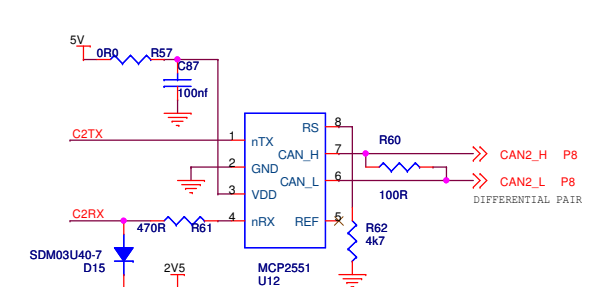 5V
0R0 R57
C87
100nf
C2TX
1 nTX
2 GND
3 VDD
4 nRX
RS 8
CAN_H 7
CAN_L 6
REF 5
R60
100R
CAN2_H P8
CAN2_L P8
DIFFERENTIAL PAIR
C2RX
470R R61
R62
4k7
SDM03U40-7
D15
2V5
MCP2551
U12